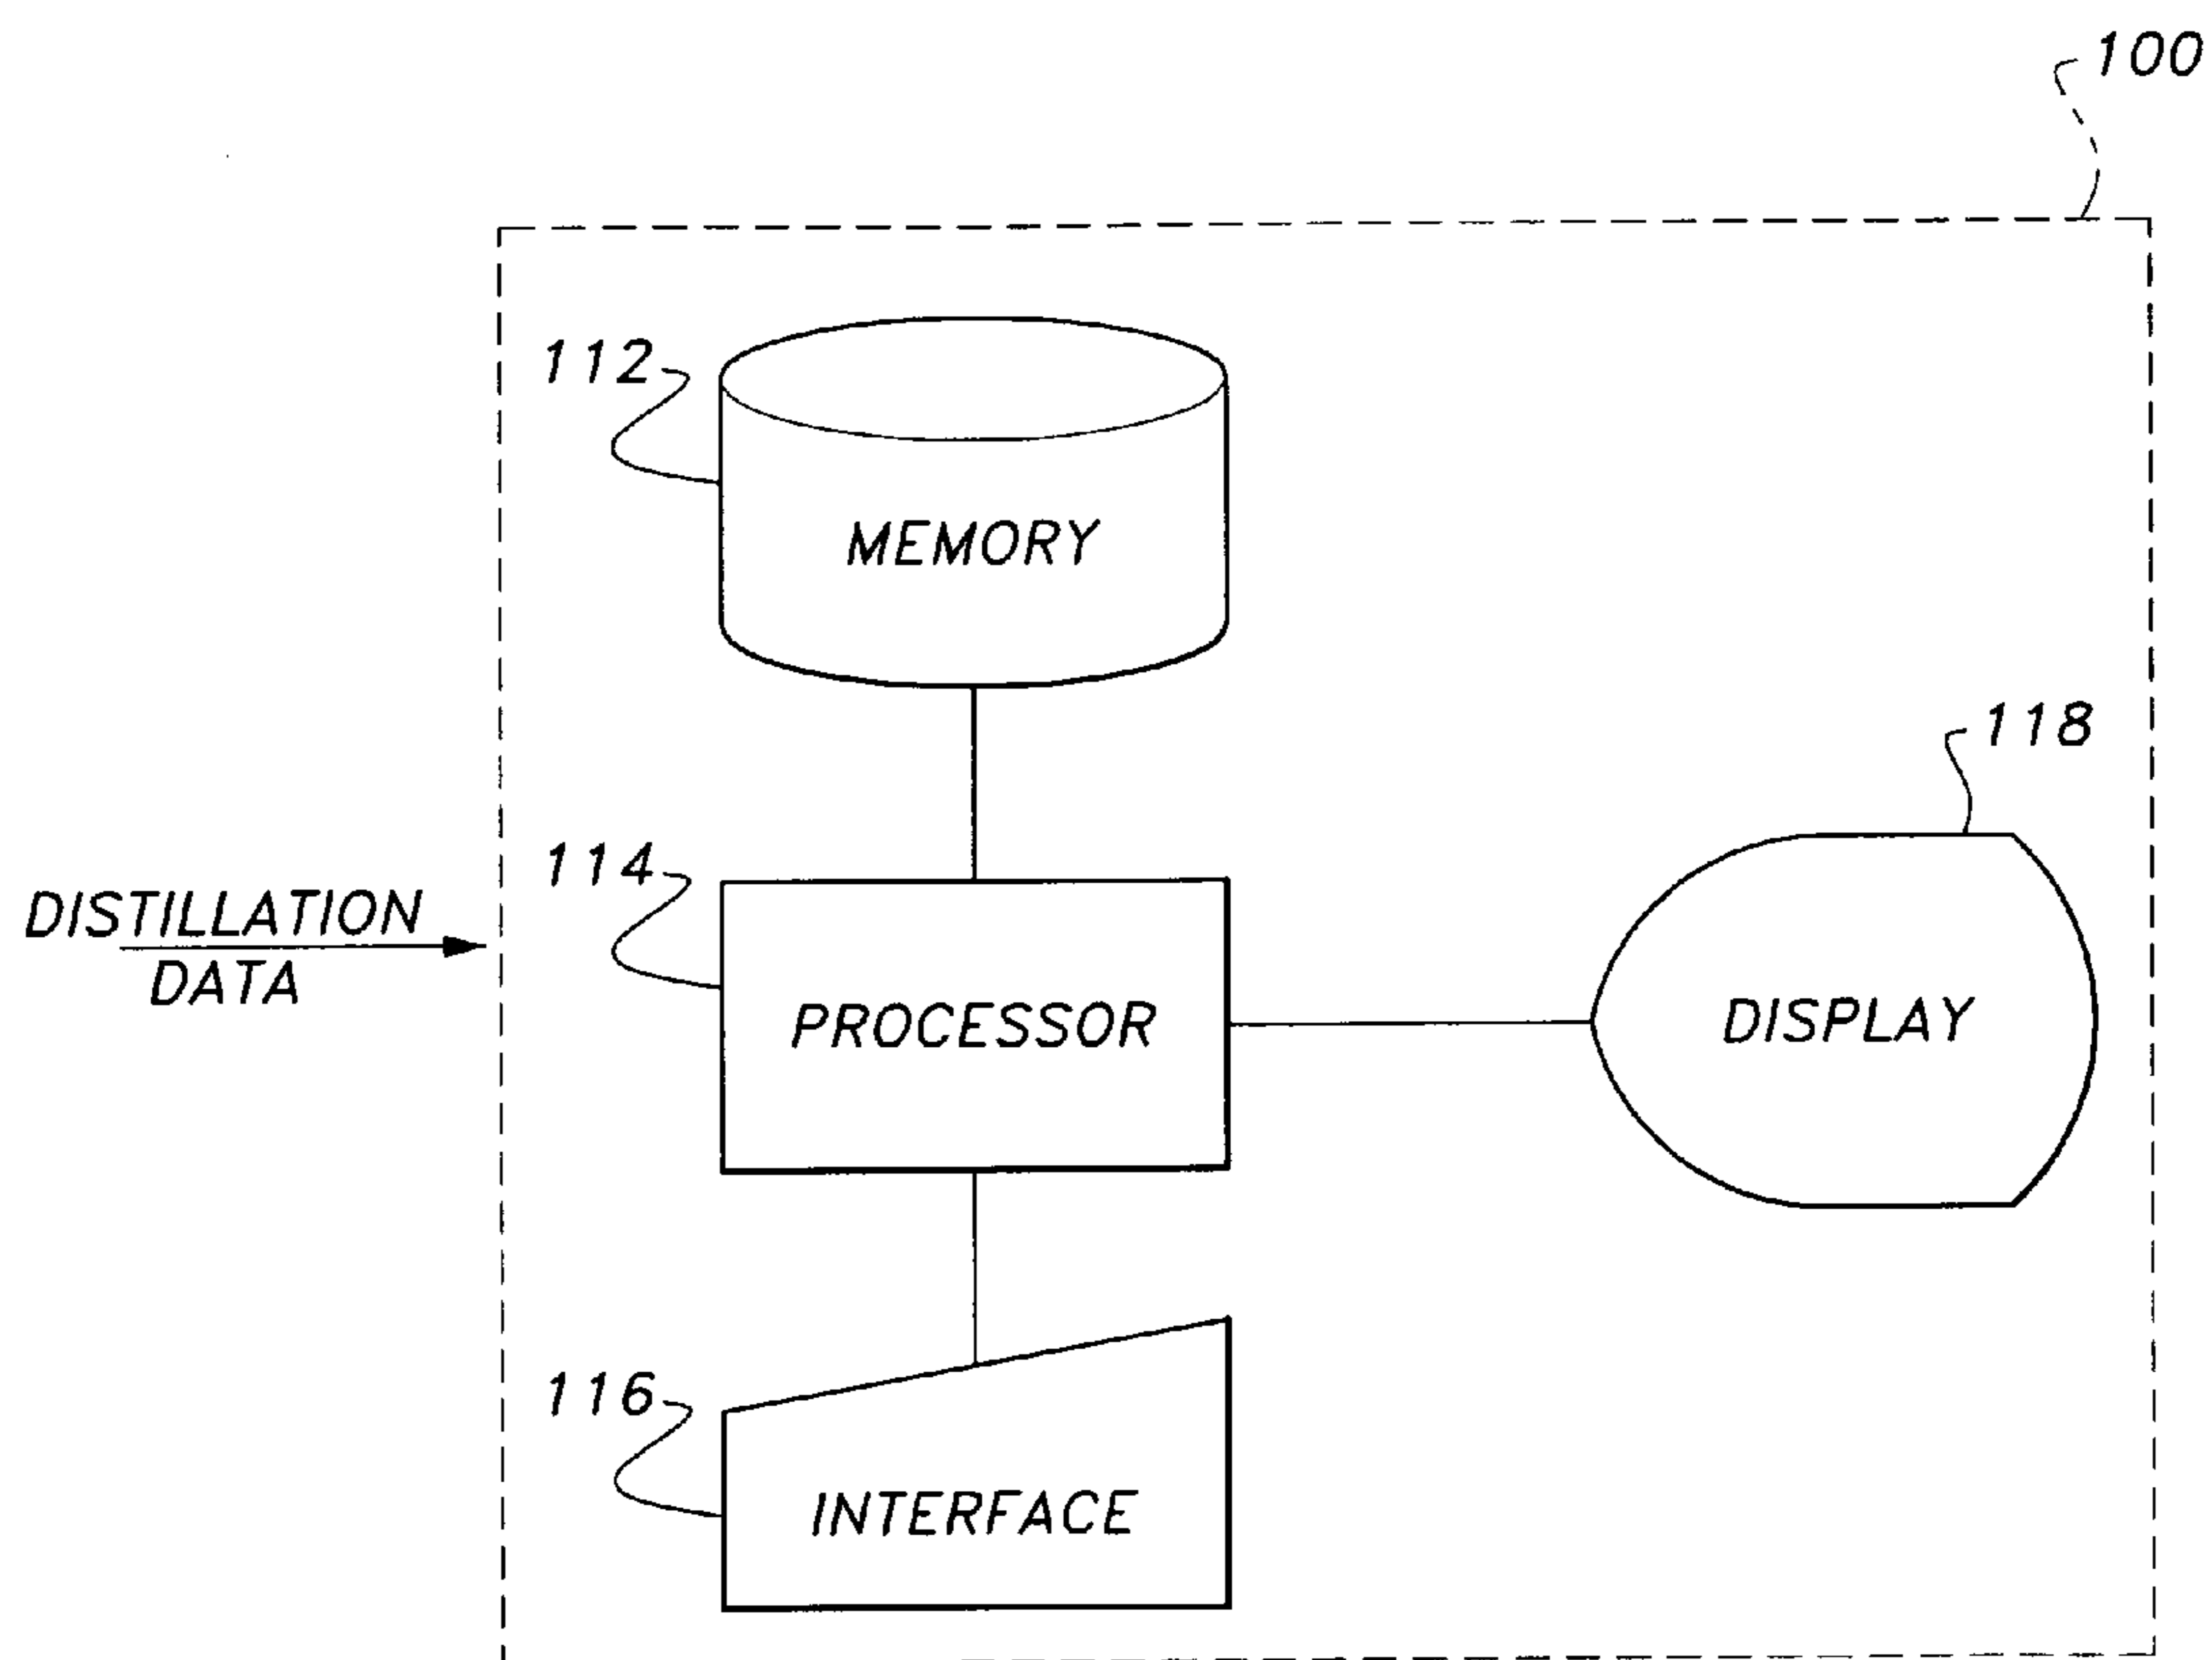 100
112
MEMORY
118
114
DISTILLATION
DATA
PROCESSOR
DISPLAY
116
INTERFACE